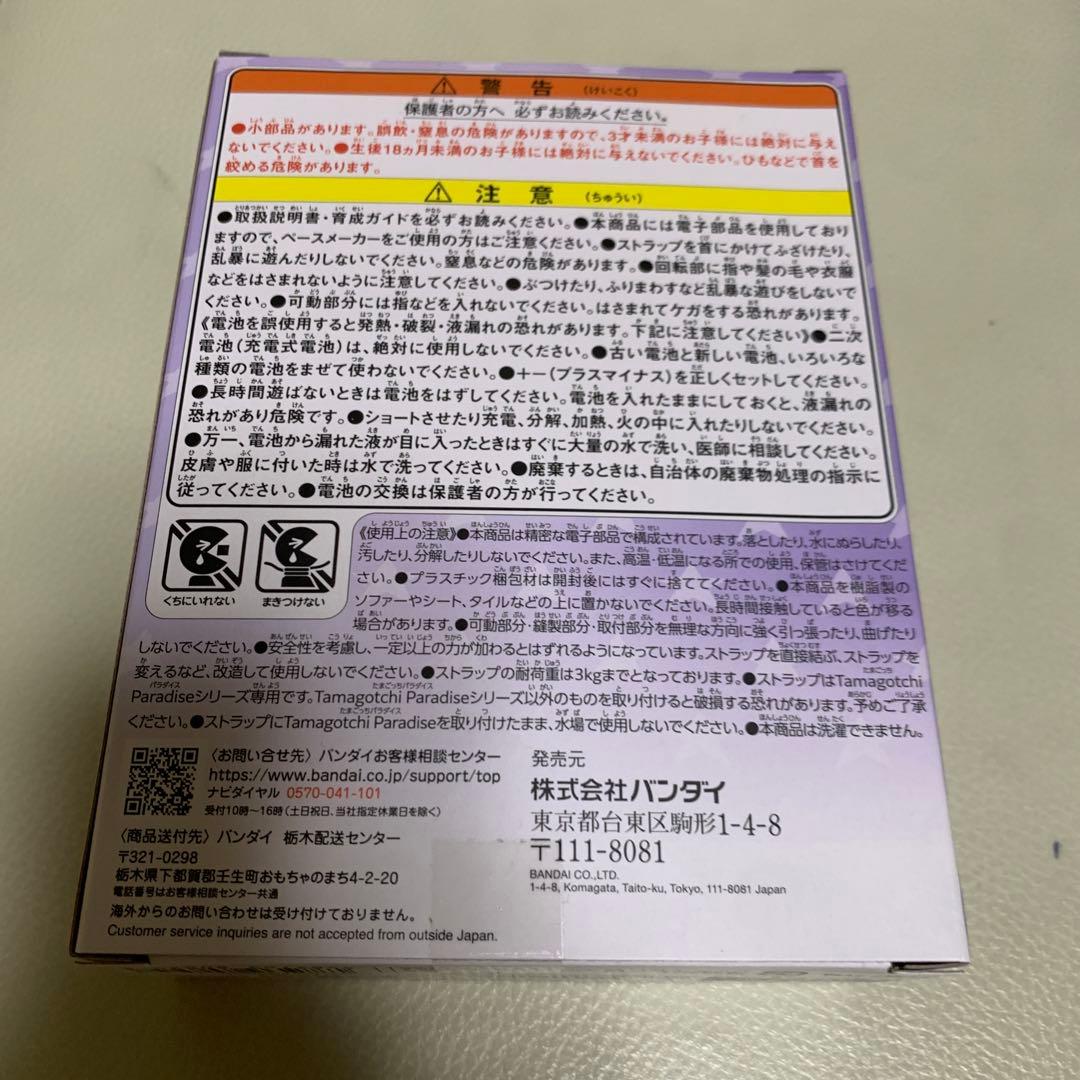 ⚠ 警告 (けいこく)
保護者の方へ 必ずお読みください。
●小部品があります。誤飲・窒息の危険がありますので、3才未満のお子様には絶対に与え
ないでください。●生後18ヵ月未満のお子様には絶対に与えないでください。ひもなどで首を
絞める危険があります。
⚠ 注意 (ちゅうい)
●取扱説明書・育成ガイドを必ずお読みください。●本商品には電子部品を使用しており
ますので、ペースメーカーをご使用の方はご注意ください。●ストラップを首にかけてふざけたり、
乱暴に遊んだりしないでください。窒息などの危険があります。●回転部に指や髪の毛や衣服
などをはさまれないように注意してください。●ぶつけたり、ふりまわすなど乱暴な遊びをしないで
ください。●可動部分には指などを入れないでください。はさまれてケガをする恐れがあります。
《電池を誤使用すると発熱・破裂・液漏れの恐れがあります。下記に注意してください》●二次
電池(充電式電池)は、絶対に使用しないでください。●古い電池と新しい電池、いろいろな
種類の電池をまぜて使わないでください。●+-(プラスマイナス)を正しくセットしてください。
●長時間遊ばないときは電池をはずしてください。電池を入れたままにしておくと、液漏れの
恐れがあり危険です。●ショートさせたり充電、分解、加熱、火の中に入れたりしないでください。
●万一、電池から漏れた液が目に入ったときはすぐに大量の水で洗い、医師に相談してください。
皮膚や服に付いた時は水で洗ってください。●廃棄するときは、自治体の廃棄物処理の指示に
従ってください。●電池の交換は保護者の方が行ってください。
くちにいれない
まきつけない
《使用上の注意》●本商品は精密な電子部品で構成されています。落としたり、水にぬらしたり、
汚したり、分解したりしないでください。また、高温・低温になる所での使用、保管はさけてくだ
さい。●プラスチック梱包材は開封後にはすぐに捨ててください。●本商品を樹脂製の
ソファーやシート、タイルなどの上に置かないでください。長時間接触していると色が移る
場合があります。●可動部分・縫製部分・取付部分を無理な方向に強く引っ張ったり、曲げたり
しないでください。●安全性を考慮し、一定以上の力が加わるとはずれるようになっています。ストラップを直接結ぶ、ストラップを
変えるなど、改造して使用しないでください。●ストラップの耐荷重は3kgまでとなっております。●ストラップはTamagotchi
Paradiseシリーズ専用です。Tamagotchi Paradiseシリーズ以外のものを取り付けると破損する恐れがあります。予めご了承
ください。●ストラップにTamagotchi Paradiseを取り付けたまま、水場で使用しないでください。●本商品は洗濯できません。
〈お問い合せ先〉バンダイお客様相談センター
https://www.bandai.co.jp/support/top
ナビダイヤル 0570-041-101
受付10時〜16時(土日祝日、当社指定休業日を除く)
〈商品送付先〉バンダイ 栃木配送センター
〒321-0298
栃木県下都賀郡壬生町おもちゃのまち4-2-20
電話番号はお客様相談センター共通
海外からのお問い合わせは受け付けておりません。
Customer service inquiries are not accepted from outside Japan.
発売元
株式会社バンダイ
東京都台東区駒形1-4-8
〒111-8081
BANDAI CO.,LTD.
1-4-8, Komagata, Taito-ku, Tokyo, 111-8081 Japan